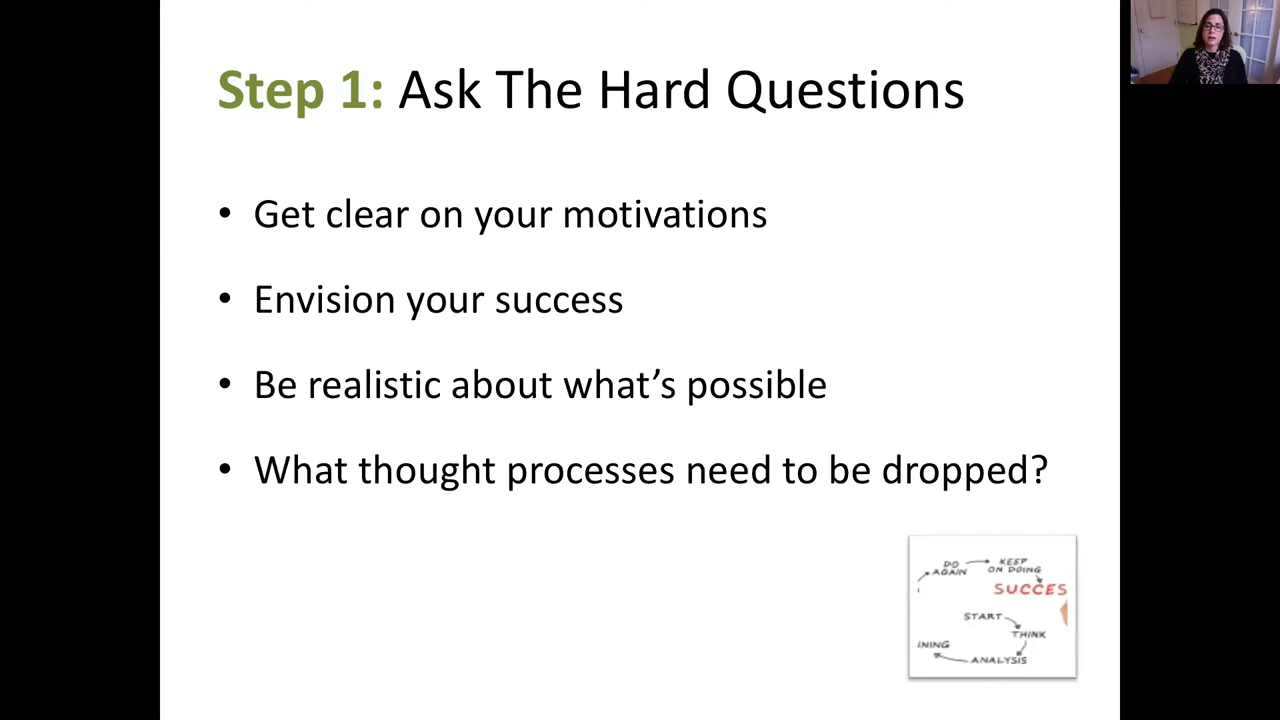 Step 1: Ask The Hard Questions
• Get clear on your motivations
• Envision your success
• Be realistic about what’s possible
• What thought processes need to be dropped?
DO AGAIN
KEEP ON DOING
SUCCES
START
THINK
INING
ANALYSIS